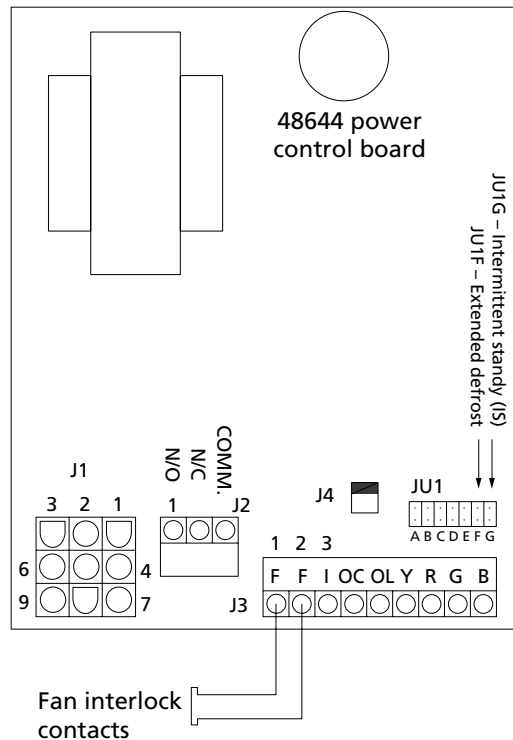 48644 power
control board
JU1G – Intermittent standy (IS)
JU1F – Extended defrost
J1
N/O
N/C
COMM.
3 2 1
1
J2
J4
JU1
A B C D E F G
6
4
9
7
1 2 3
F F I OC OL Y R G B
J3
Fan interlock
contacts